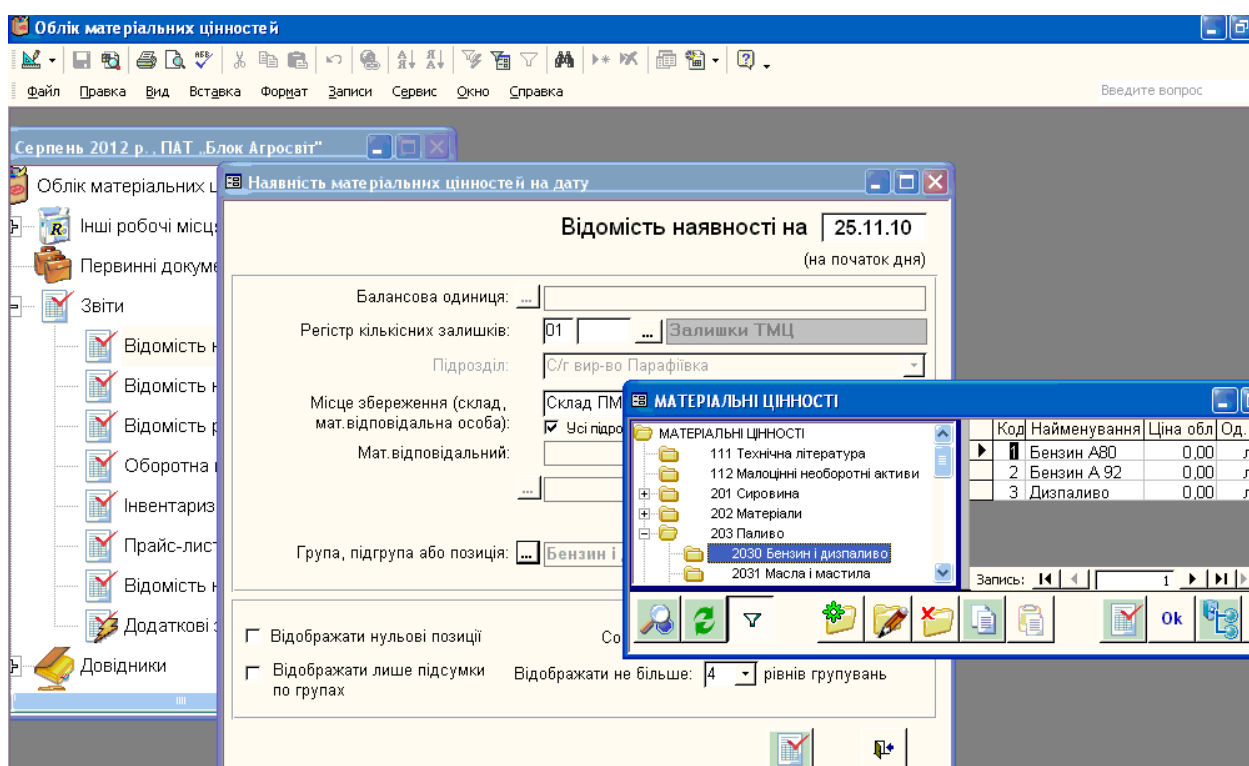 Облік матеріальних цінностей
Файл Правка Вид Вставка Формат Записи Сервис Окно Справка Введите вопрос
Серпень 2012 р., ПАТ „Блок Агросвіт"
Облік матеріальних ц
Інші робочі місц
Первинні докуме
Звіти
Відомість н
Відомість н
Відомість р
Оборотна
Інвентариз
Прайс-лист
Відомість н
Додаткові з
Довідники
Наявність матеріальних цінностей на дату
Відомість наявності на 25.11.10
(на початок дня)
Балансова одиниця: ...
Регістр кількісних залишків: 01 ... Залишки ТМЦ
Підрозділ: С/г вир-во Парафіївка
Місце збереження (склад, Склад ПМ
мат.відповідальна особа): Усі підро
Мат.відповідальний:
...
Група, підгрупа або позиція: ... Бензин і
Відображати нульові позиції Со
Відображати лише підсумки
по групах
Відображати не більше: 4 рівнів групувань
МАТЕРІАЛЬНІ ЦІННОСТІ
МАТЕРІАЛЬНІ ЦІННОСТІ
111 Технічна література
112 Малоцінні необоротні активи
201 Сировина
202 Матеріали
203 Паливо
2030 Бензин і дизпаливо
2031 Масла і мастила
Код Найменування Ціна обл Од.
1 Бензин А80 0,00 л
2 Бензин А 92 0,00 л
3 Дизпаливо 0,00 л
Запись: 1
Ok